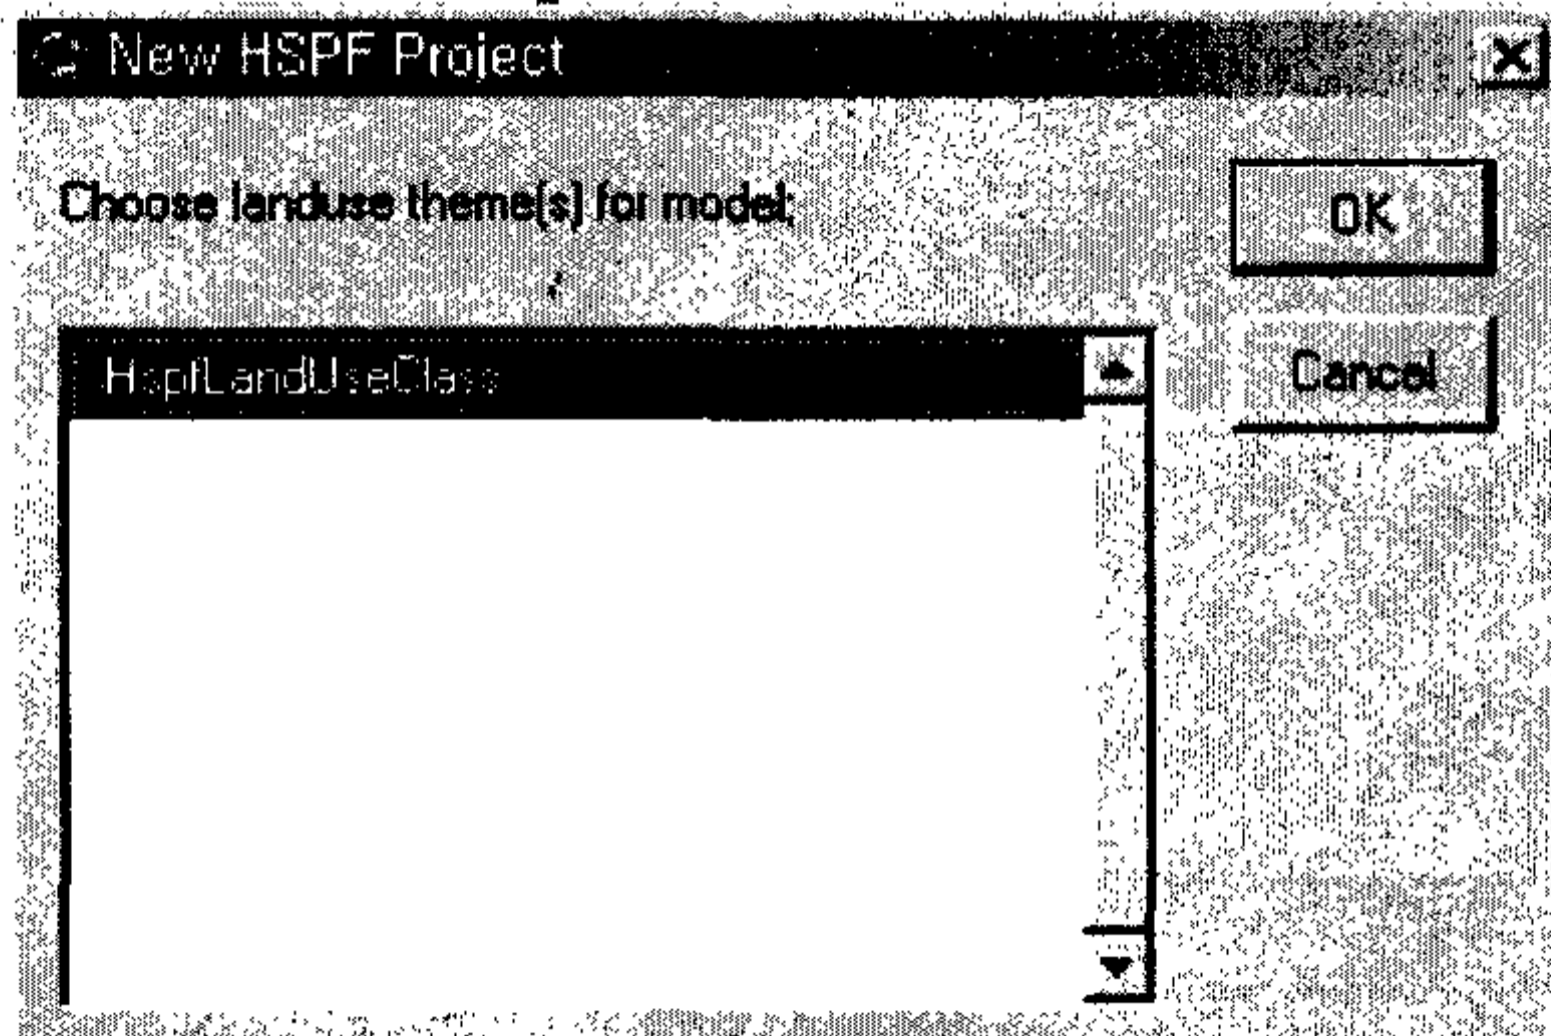 New HSPF Project
Choose landuse theme(s) for model;
OK
HspfLandUseClass
Cancel